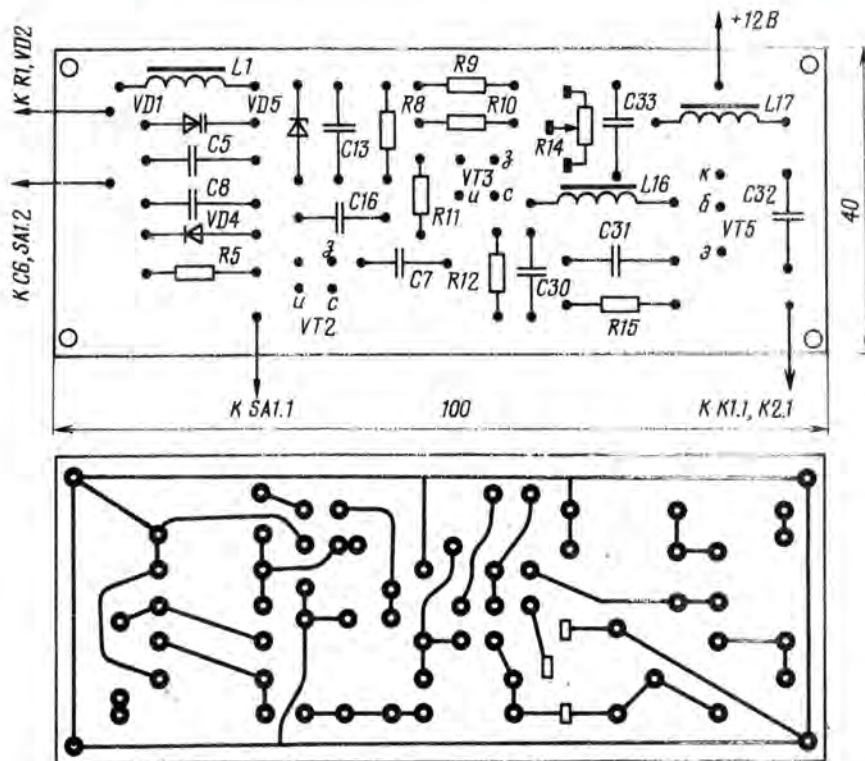 +12В
К R1, VD2
L1
VD1
VD5
R9
C5
C13
R8
R10
R14
C33
L17
C8
VT3
з
и
с
К C6, SA1.2
VD4
C16
R11
L16
к
б
э
VT5
C32
40
R5
з
и
с
VT2
C7
R12
C30
C31
R15
К SA1.1
100
К К1.1, К2.1